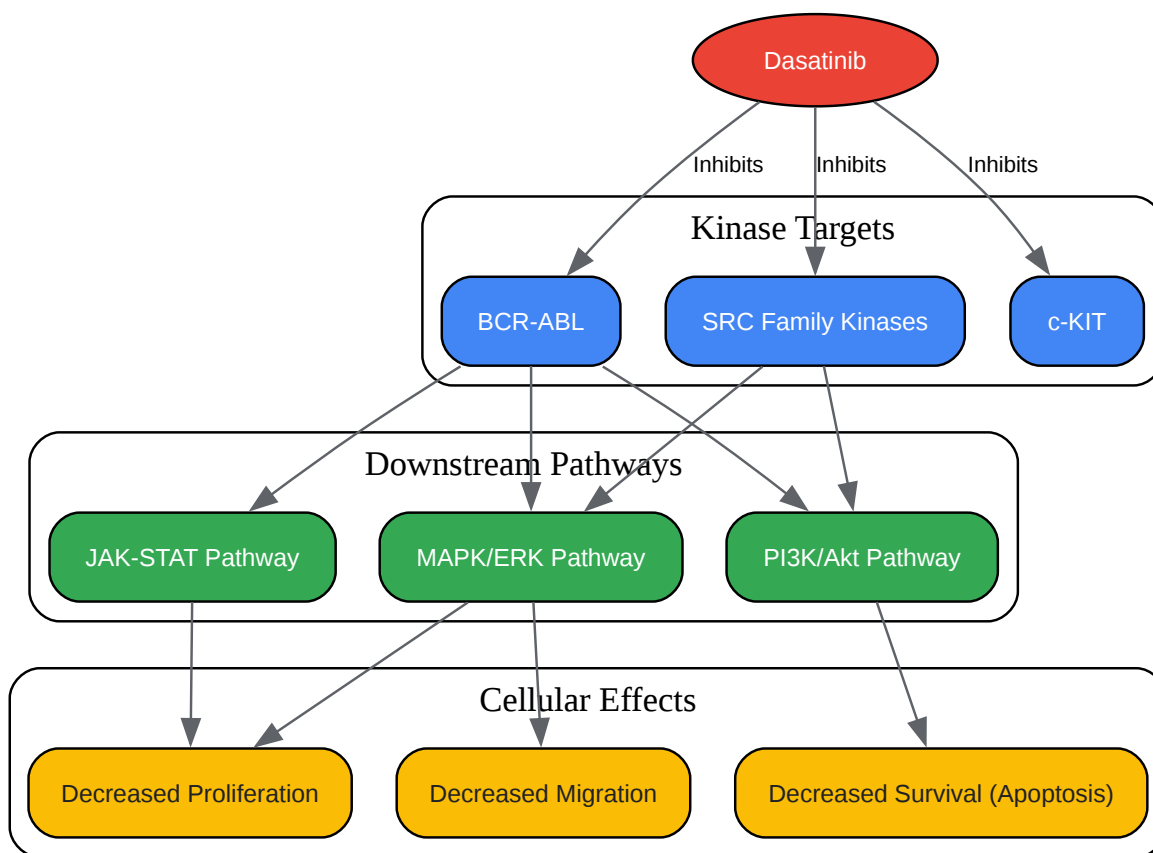 Dasatinib
Inhibits
Inhibits
Inhibits
Kinase Targets
BCR-ABL
SRC Family Kinases
c-KIT
Downstream Pathways
JAK-STAT Pathway
MAPK/ERK Pathway
PI3K/Akt Pathway
Cellular Effects
Decreased Proliferation
Decreased Migration
Decreased Survival (Apoptosis)